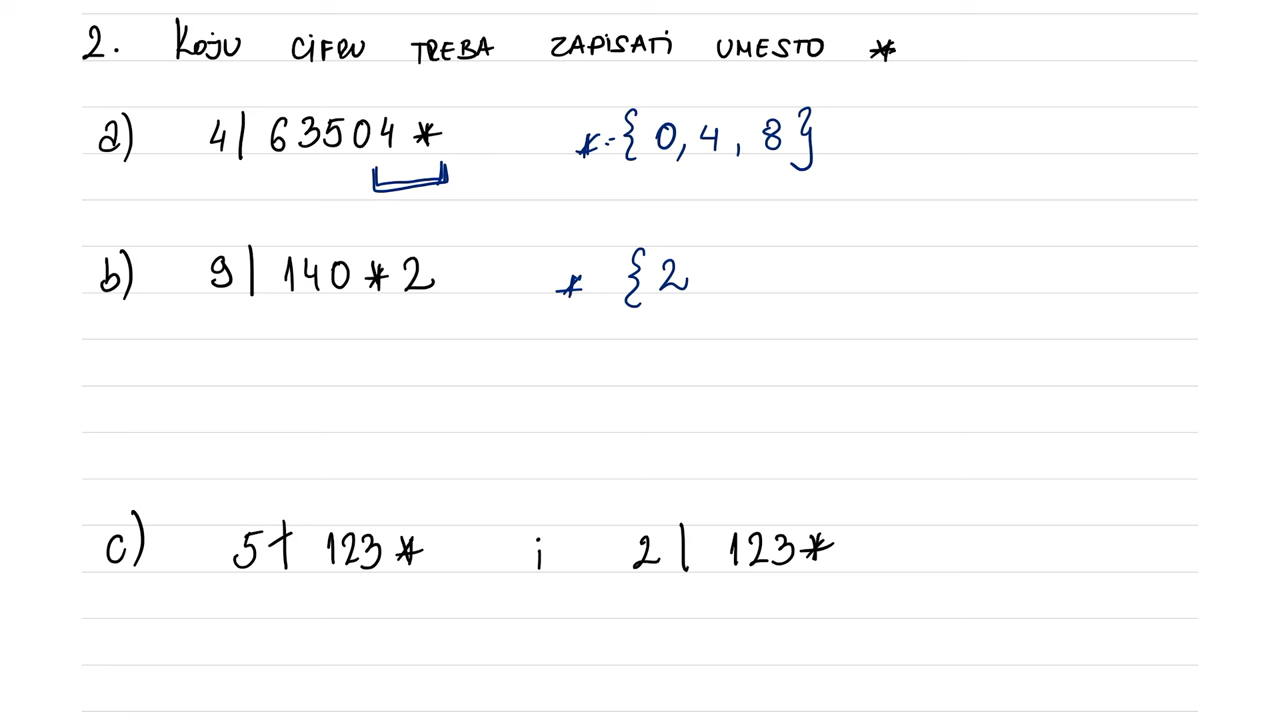 2. KOJU CIFRU TREBA ZAPISATI UMESTO *
a) 4 | 63504* *={0, 4, 8}
b) 9 | 140*2 * {2
c) 5∤ 123* i 2 | 123*